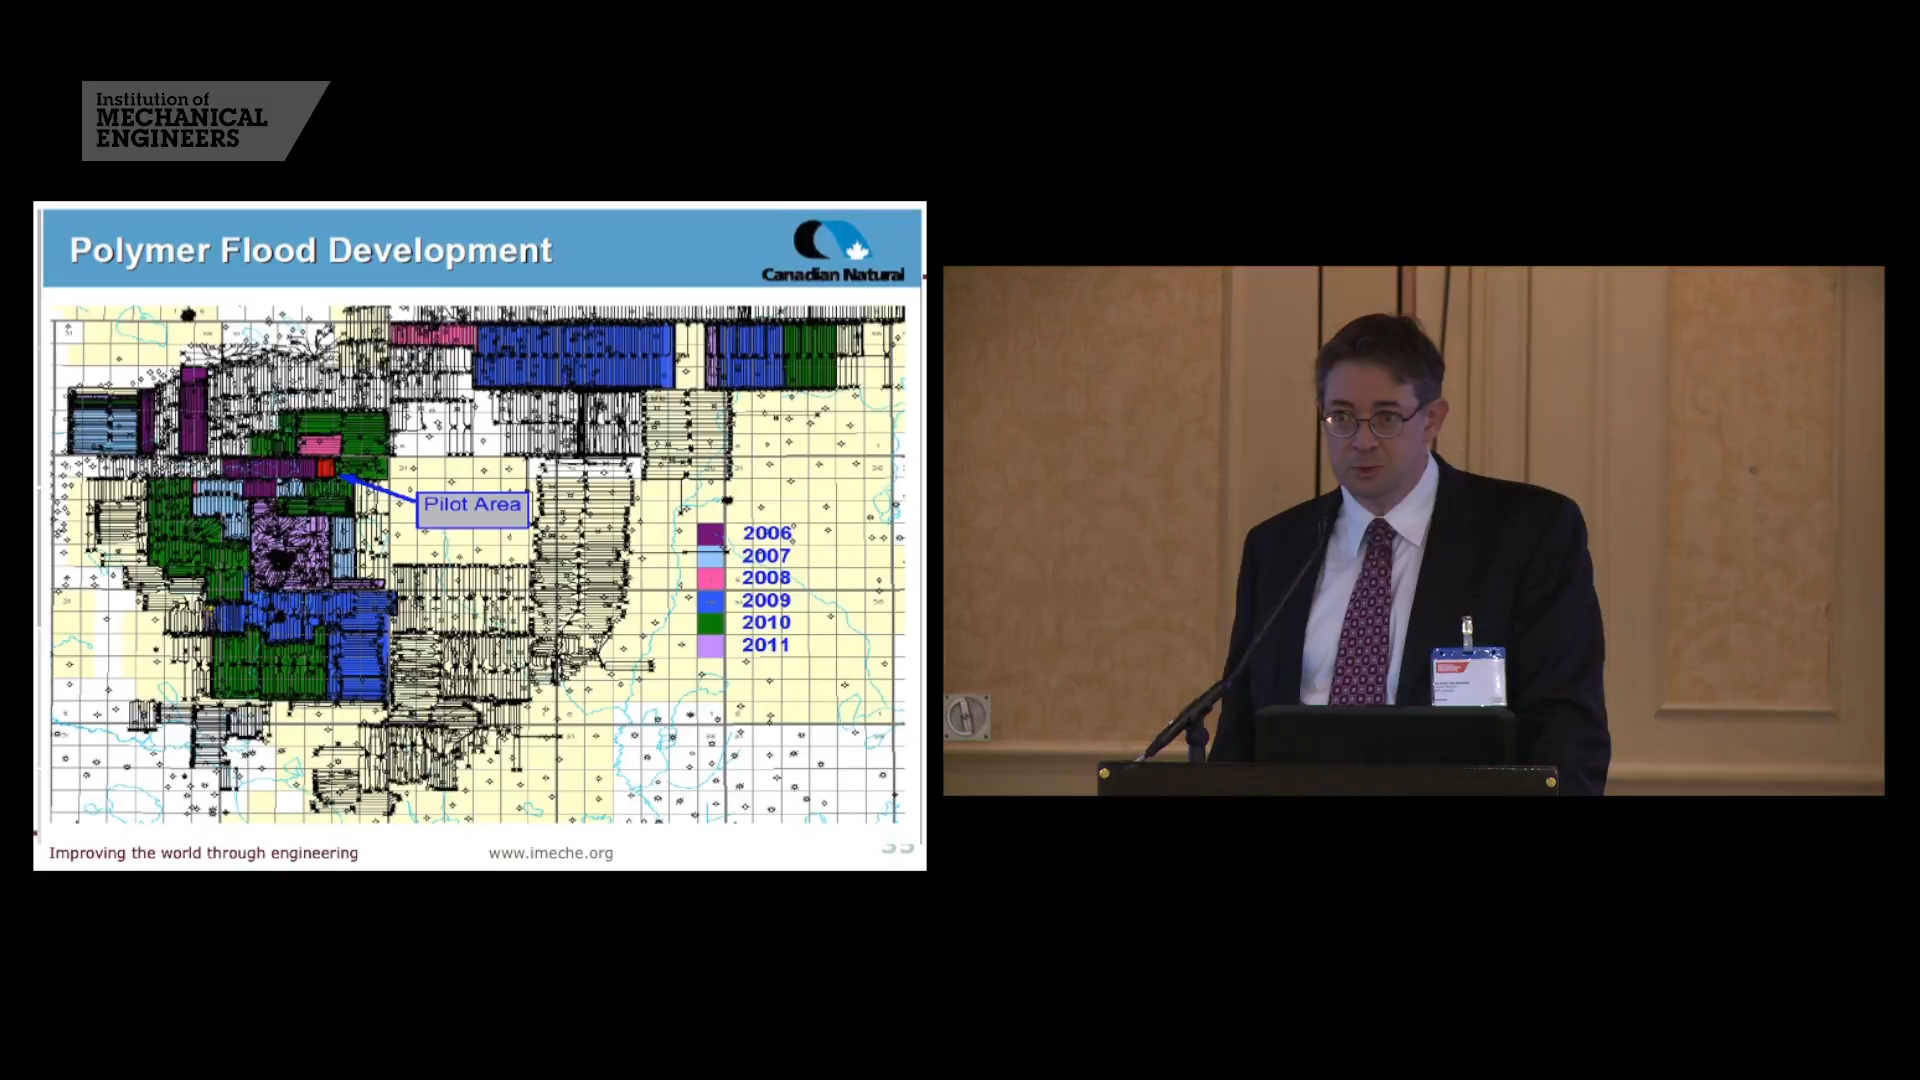 Institution of
MECHANICAL
ENGINEERS
Polymer Flood Development
Canadian Natural
Pilot Area
2006
2007
2008
2009
2010
2011
Improving the world through engineering
www.imeche.org